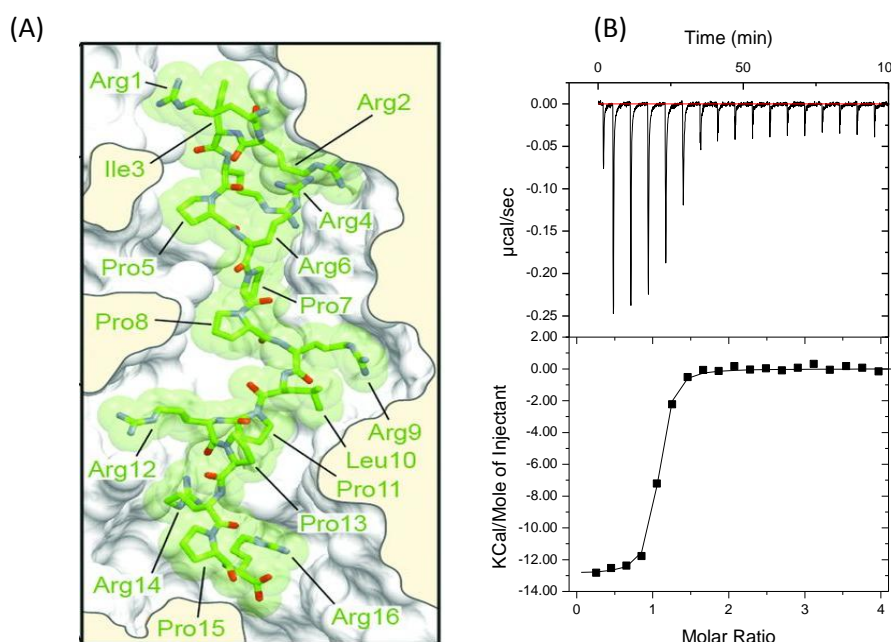 (A)
Arg1
Arg2
Ile3
Arg4
Pro5
Arg6
Pro7
Pro8
Arg9
Leu10
Arg12
Pro11
Pro13
Arg14
Pro15
Arg16
(B)
Time (min)
0 50 10
0.00
-0.05
-0.10
-0.15
-0.20
-0.25
µcal/sec
2.00
0.00
-2.00
-4.00
-6.00
-8.00
-10.00
-12.00
-14.00
KCal/Mole of Injectant
0 1 2 3 4
Molar Ratio